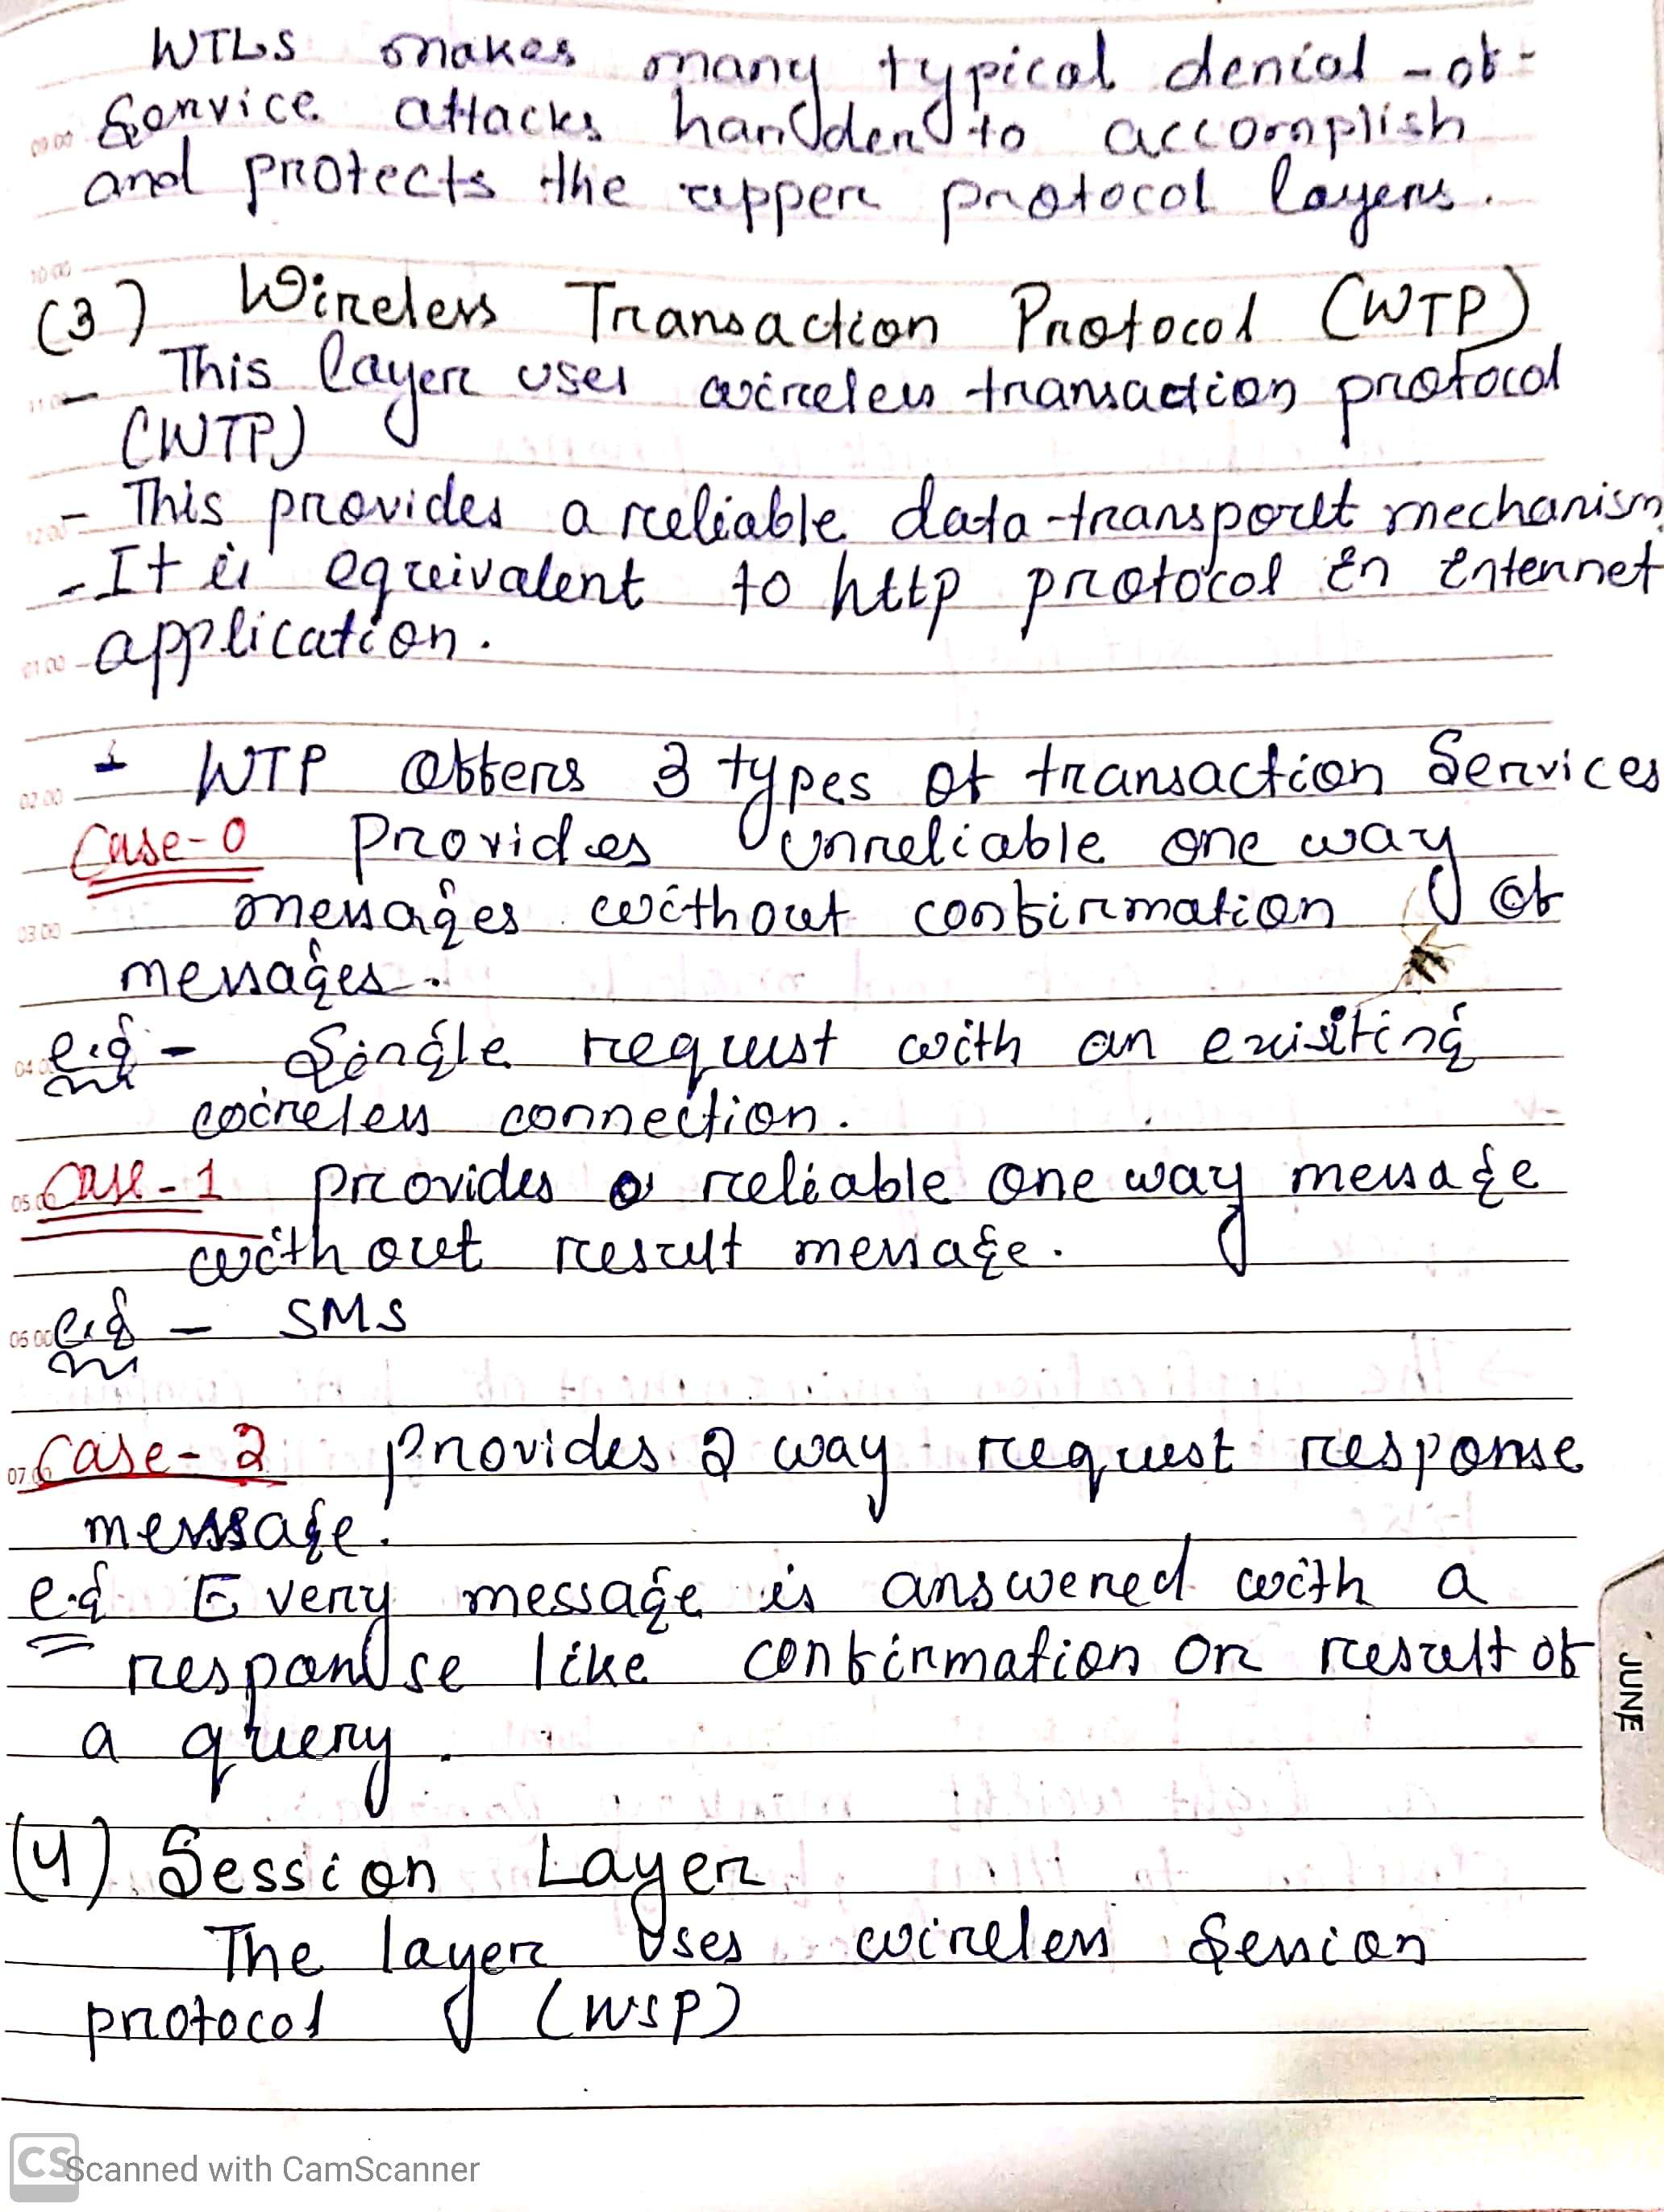 WTLS makes many typical denial-of-
Service attacks harder to accomplish
and protects the upper protocol layers.
(3) Wireless Transaction Protocol (WTP)
- This layer uses wireless transaction protocol
(WTP)
- This provides a reliable data-transport mechanism
- It is equivalent to http protocol in internet
application.
- WTP offers 3 types of transaction Services
Case-0 Provides unreliable one way
messages without confirmation of
messages.
e.g - Single request with an exisiting
wireless connection.
Case-1 provides a reliable one way message
without result message.
e.g - SMS
Case-2 Provides 2 way request response
message.
e.g Every message is answered with a
response like confirmation or result of
a query.
(4) Session Layer
The layer uses wireless Session
protocol (WSP)
09:00
10:00
11:00
12:00
01:00
02:00
03:00
04:00
05:00
06:00
07:00
JUNE
CS Scanned with CamScanner